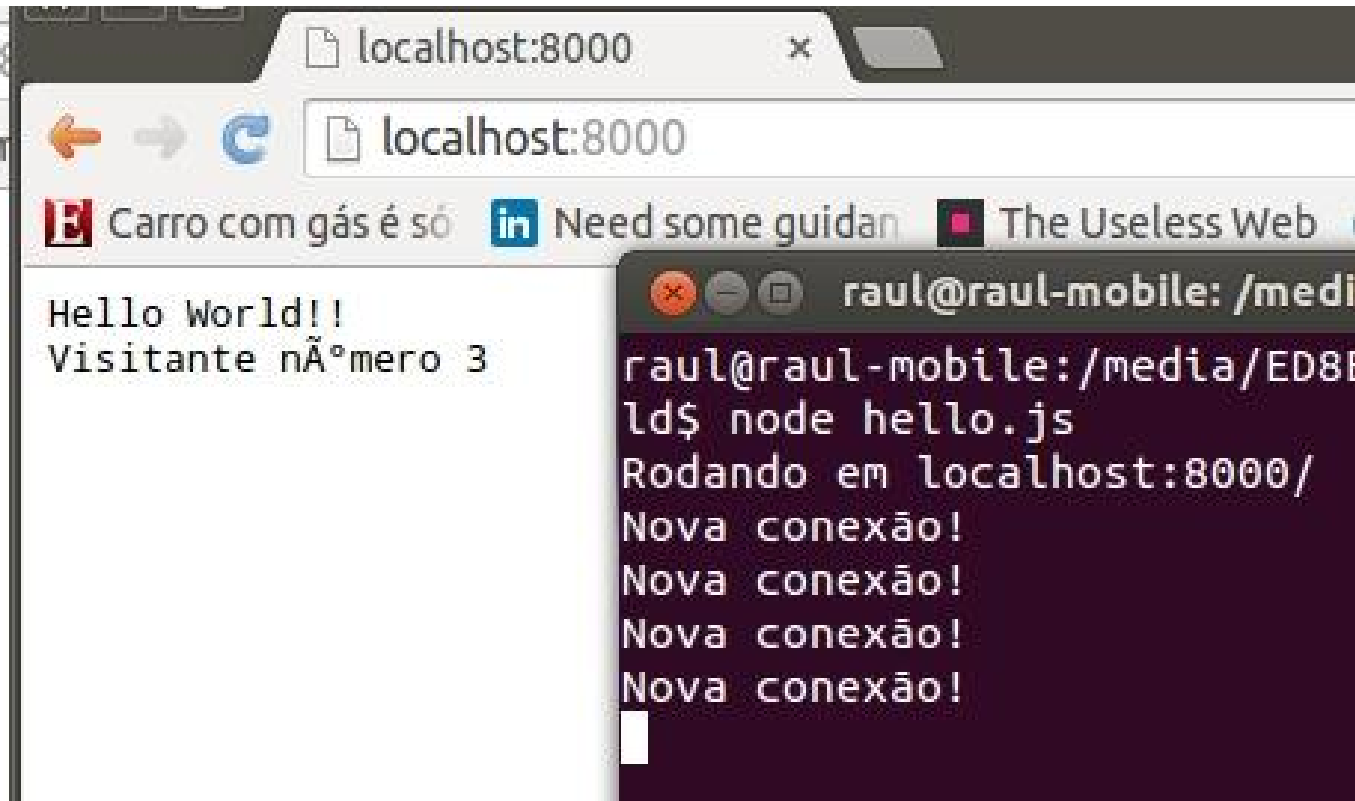 localhost:8000
localhost:8000
Carro com gás é só in Need some guidan The Useless Web
Hello World!!
Visitante nÃºmero 3
raul@raul-mobile: /medi
raul@raul-mobile:/media/ED8
ld$ node hello.js
Rodando em localhost:8000/
Nova conexão!
Nova conexão!
Nova conexão!
Nova conexão!